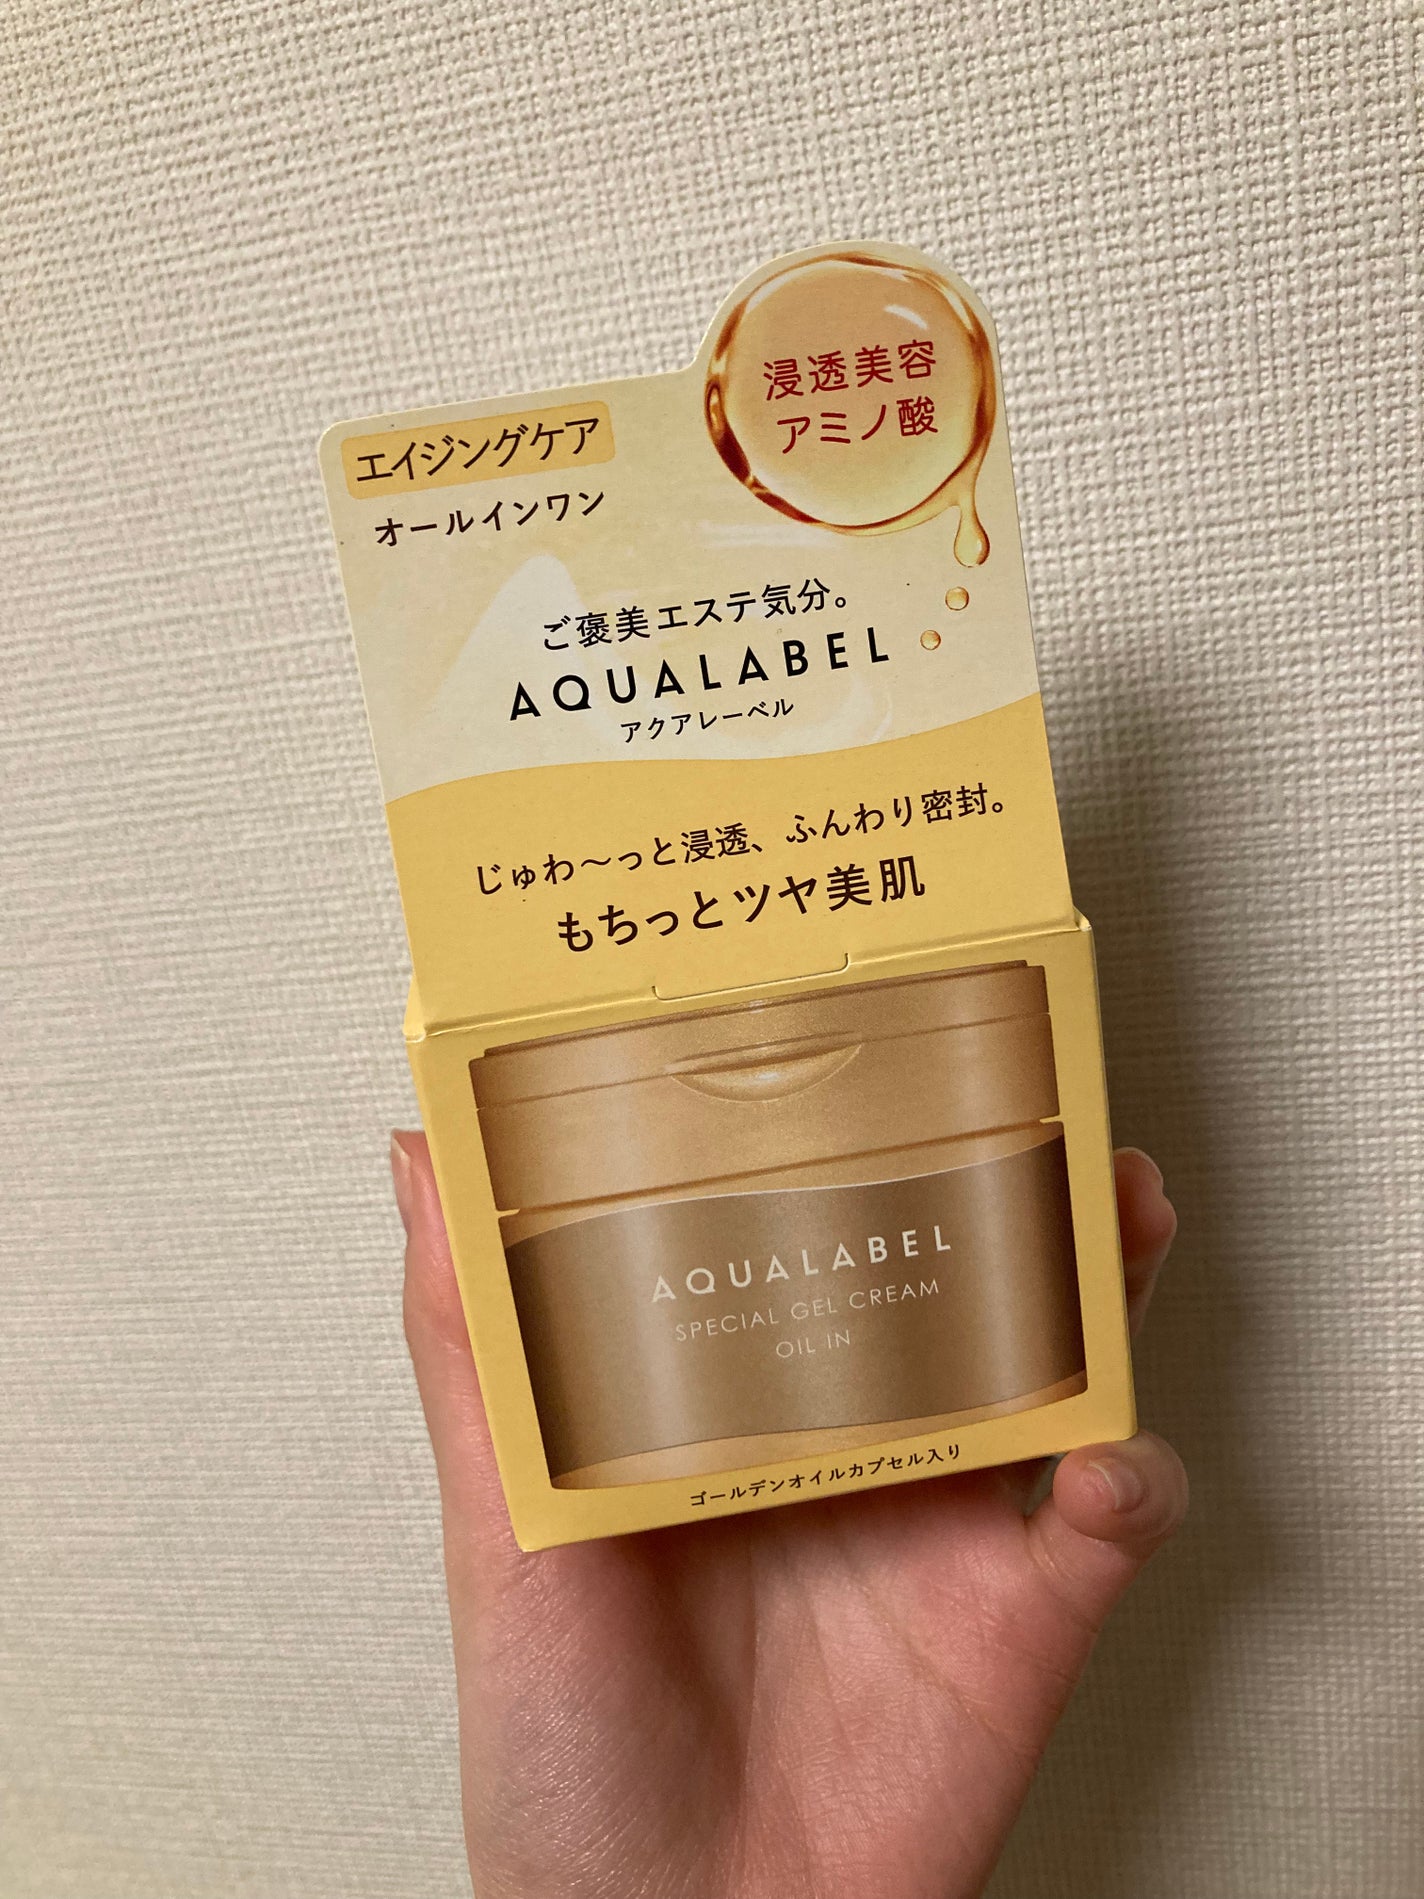 浸透美容
アミノ酸
エイジングケア
オールインワン
ご褒美エステ気分。
AQUALABEL
アクアレーベル
じゅわ〜っと浸透、ふんわり密封。
もちっとツヤ美肌
AQUALABEL
SPECIAL GEL CREAM
OIL IN
ゴールデンオイルカプセル入り